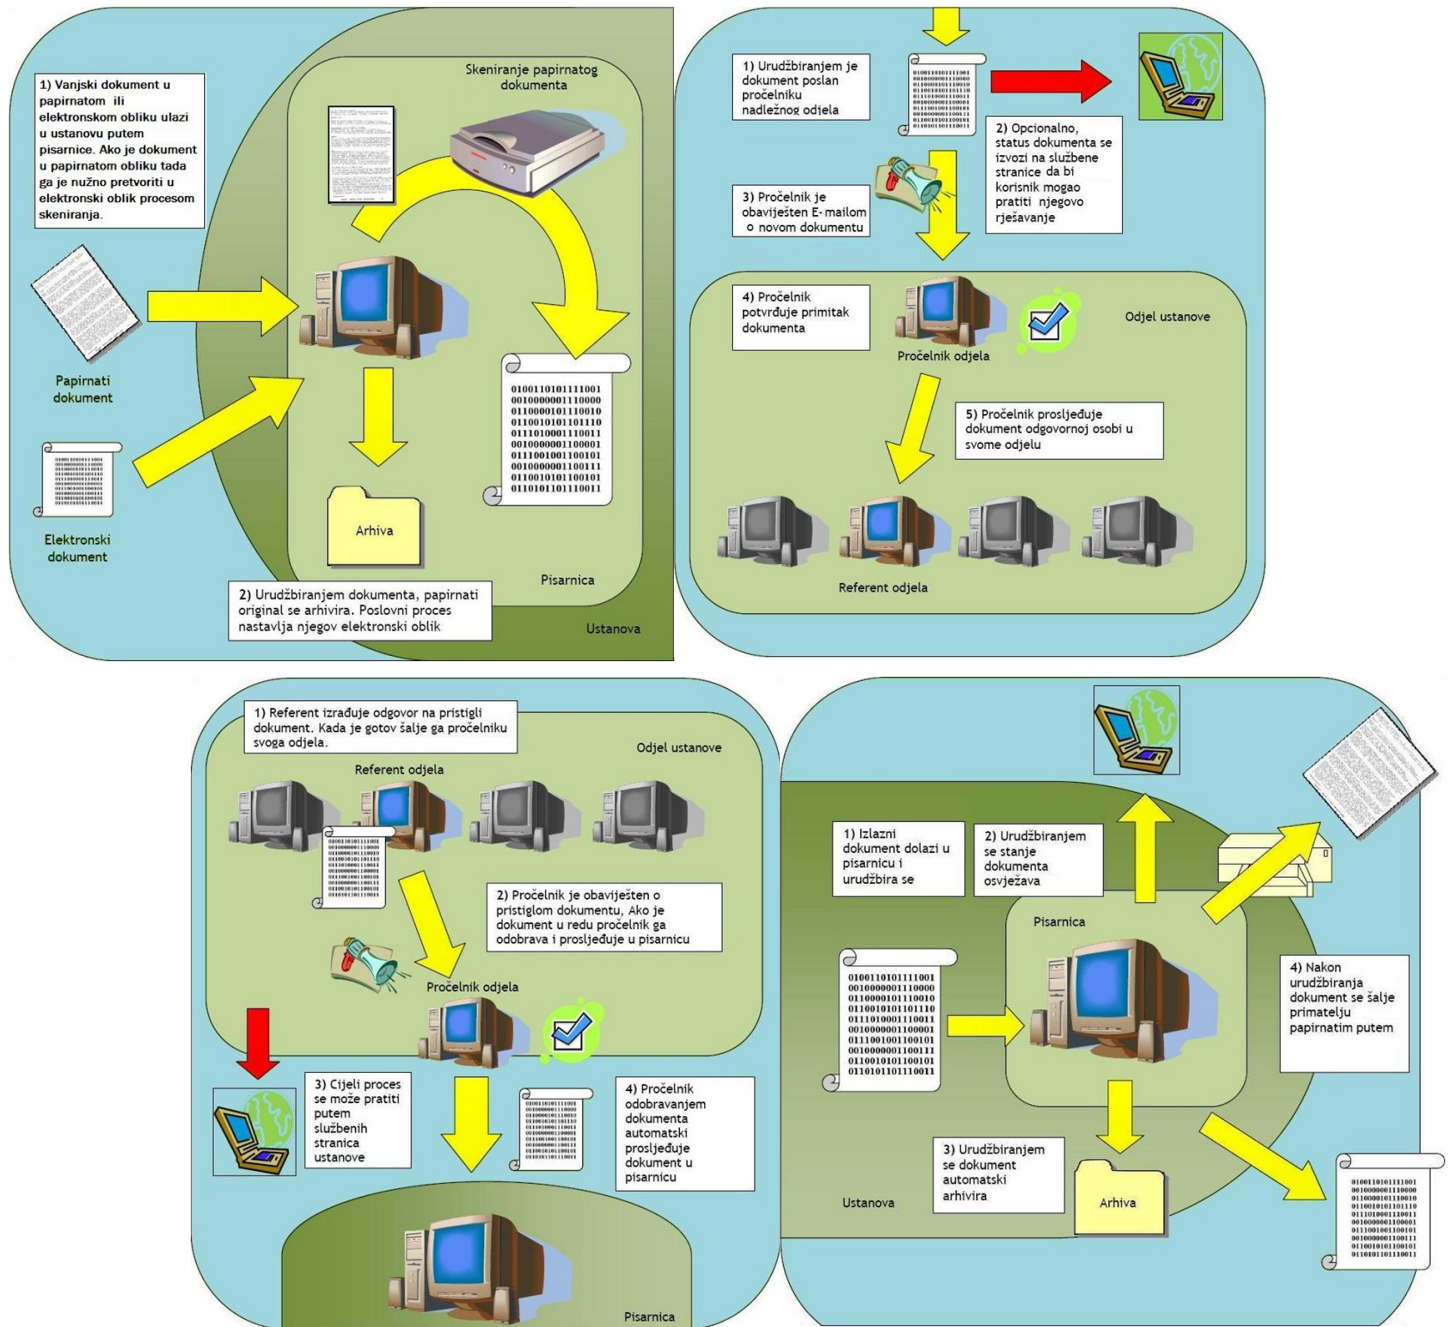 1) Vanjski dokument u
papirnatom ili
elektronskom obliku ulazi
u ustanovu putem
pisarnice. Ako je dokument
u papirnatom obliku tada
ga je nužno pretvoriti u
elektronski oblik procesom
skeniranja.
Skeniranje papirnatog
dokumenta
Papirnati
dokument
Elektronski
dokument
0100110101111001
0010000001110000
0110000101110010
0110010101101110
0111010001110011
0010000001100001
0111001001100101
0010000001100111
0110010101100101
0110101101110011
Arhiva
Pisarnica
2) Urudžbiranjem dokumenta, papirnati
original se arhivira. Poslovni proces
nastavlja njegov elektronski oblik
Ustanova
1) Urudžbiranjem je
dokument poslan
pročelniku
nadležnog odjela
2) Opcionalno,
status dokumenta se
izvozi na službene
stranice da bi
korisnik mogao
pratiti njegovo
rješavanje
3) Pročelnik je
obaviješten E-mailom
o novom dokumentu
4) Pročelnik
potvrđuje primitak
dokumenta
Odjel ustanove
Pročelnik odjela
5) Pročelnik prosljeđuje
dokument odgovornoj osobi u
svome odjelu
Referent odjela
1) Referent izrađuje odgovor na pristigli
dokument. Kada je gotov šalje ga pročelniku
svoga odjela.
Odjel ustanove
Referent odjela
2) Pročelnik je obaviješten o
pristiglom dokumentu, Ako je
dokument u redu pročelnik ga
odobrava i prosljeđuje u pisarnicu
Pročelnik odjela
3) Cijeli proces
se može pratiti
putem
službenih
stranica
ustanove
4) Pročelnik
odobravanjem
dokumenta
automatski
prosljeđuje
dokument u
pisarnicu
Pisarnica
1) Izlazni
dokument dolazi u
pisarnicu i
urudžbira se
2) Urudžbiranjem
se stanje
dokumenta
osvježava
Pisarnica
0100110101111001
0010000001110000
0110000101110010
0110010101101110
0111010001110011
0010000001100001
0111001001100101
0010000001100111
0110010101100101
0110101101110011
4) Nakon
urudžbiranja
dokument se šalje
primatelju
papirnatim putem
3) Urudžbiranjem
se dokument
automatski
arhivira
Ustanova
Arhiva